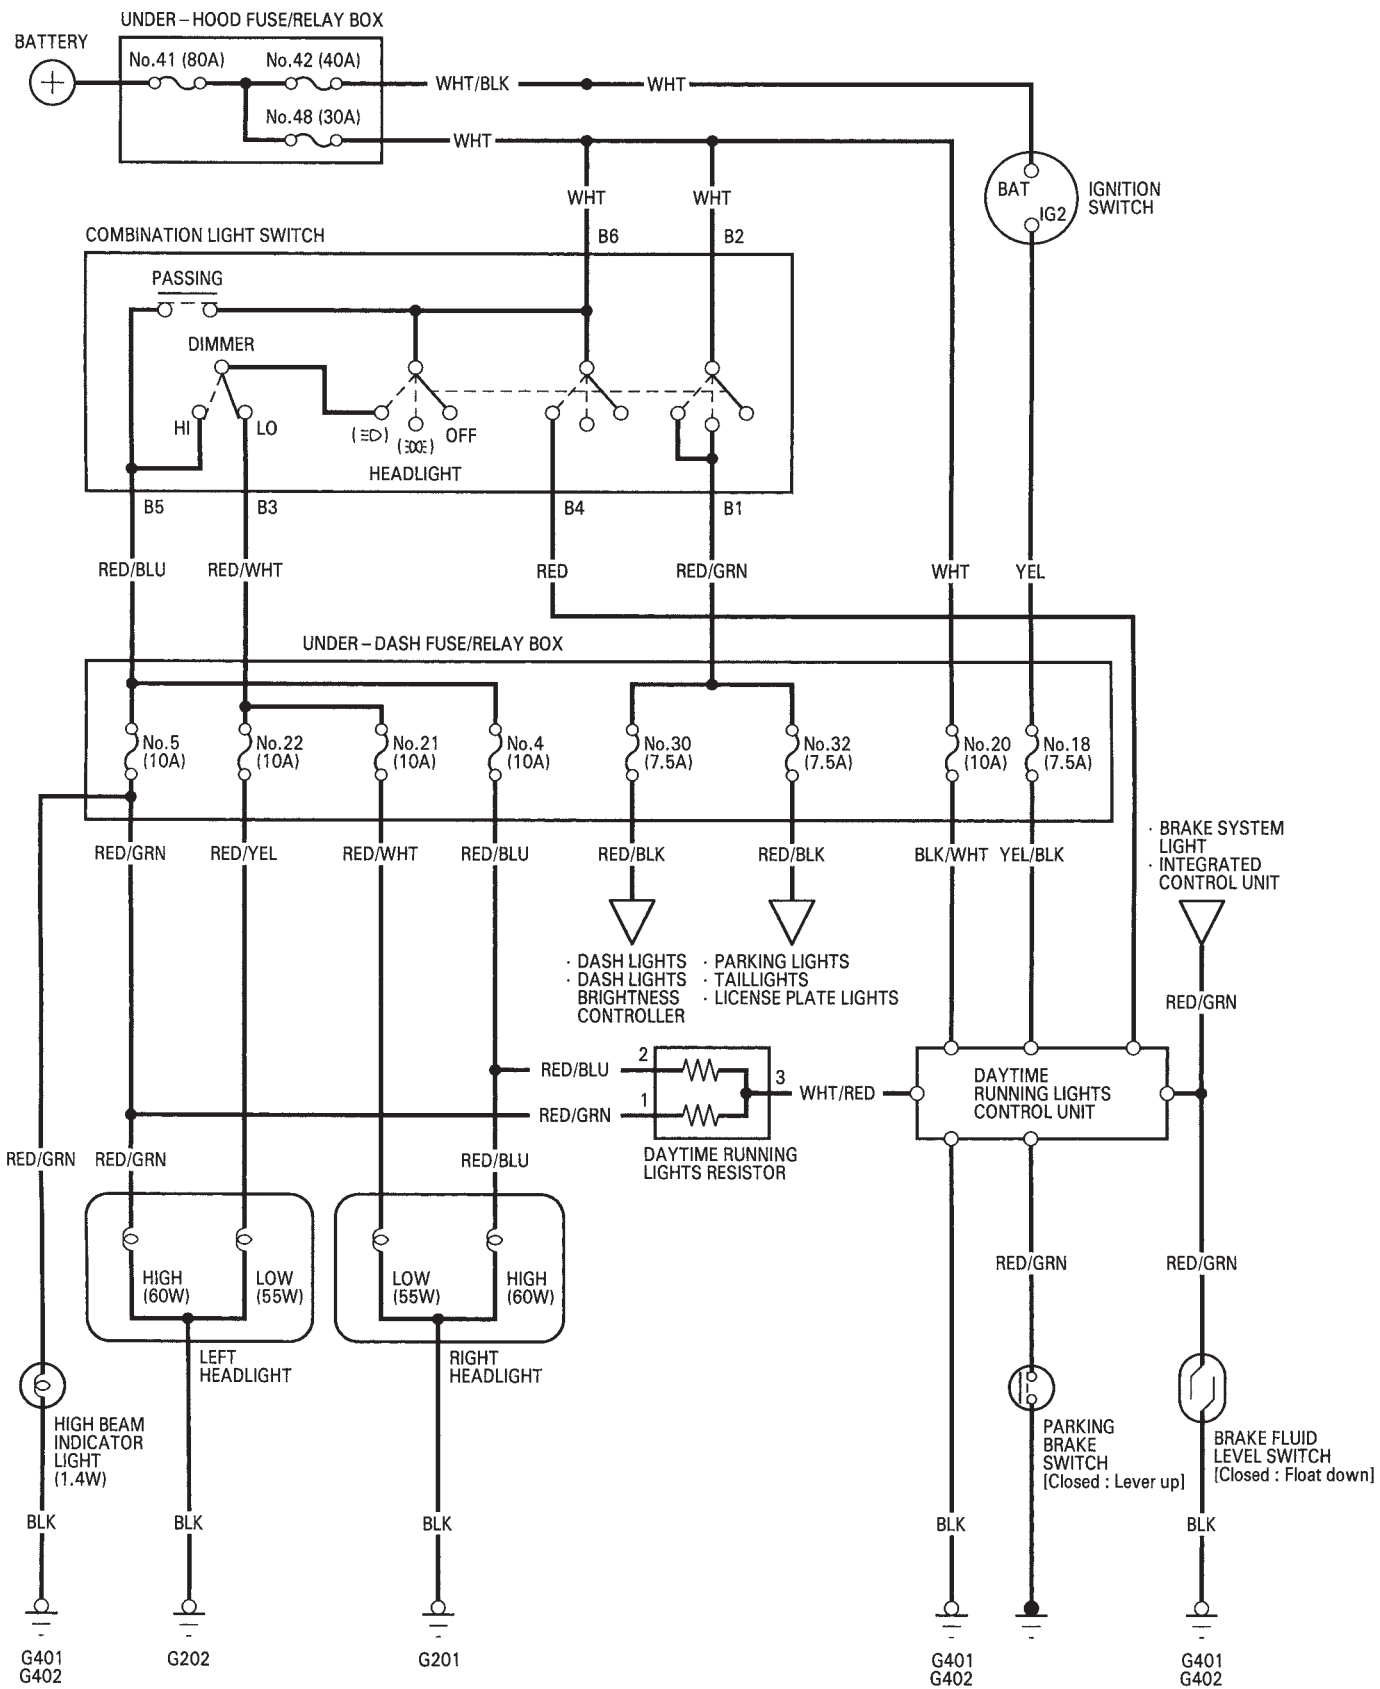 UNDER-HOOD FUSE/RELAY BOX
BATTERY
No.41 (80A)
No.42 (40A)
WHT/BLK
WHT
No.48 (30A)
WHT
BAT
IG2
IGNITION
SWITCH
WHT
WHT
COMBINATION LIGHT SWITCH
B6
B2
PASSING
DIMMER
HI
LO
OFF
HEADLIGHT
B5
B3
B4
B1
RED/BLU
RED/WHT
RED
RED/GRN
WHT
YEL
UNDER-DASH FUSE/RELAY BOX
No.5
(10A)
No.22
(10A)
No.21
(10A)
No.4
(10A)
No.30
(7.5A)
No.32
(7.5A)
No.20
(10A)
No.18
(7.5A)
RED/GRN
RED/YEL
RED/WHT
RED/BLU
RED/BLK
RED/BLK
BLK/WHT
YEL/BLK
· BRAKE SYSTEM
LIGHT
· INTEGRATED
CONTROL UNIT
· DASH LIGHTS
· DASH LIGHTS
BRIGHTNESS
CONTROLLER
· PARKING LIGHTS
· TAILLIGHTS
· LICENSE PLATE LIGHTS
RED/GRN
RED/BLU
2
3
WHT/RED
RED/GRN
1
DAYTIME
RUNNING LIGHTS
CONTROL UNIT
DAYTIME RUNNING
LIGHTS RESISTOR
RED/GRN
RED/GRN
RED/BLU
HIGH
(60W)
LOW
(55W)
LOW
(55W)
HIGH
(60W)
RED/GRN
RED/GRN
LEFT
HEADLIGHT
RIGHT
HEADLIGHT
HIGH BEAM
INDICATOR
LIGHT
(1.4W)
PARKING
BRAKE
SWITCH
[Closed : Lever up]
BRAKE FLUID
LEVEL SWITCH
[Closed : Float down]
BLK
BLK
BLK
BLK
BLK
G401
G402
G202
G201
G401
G402
G401
G402